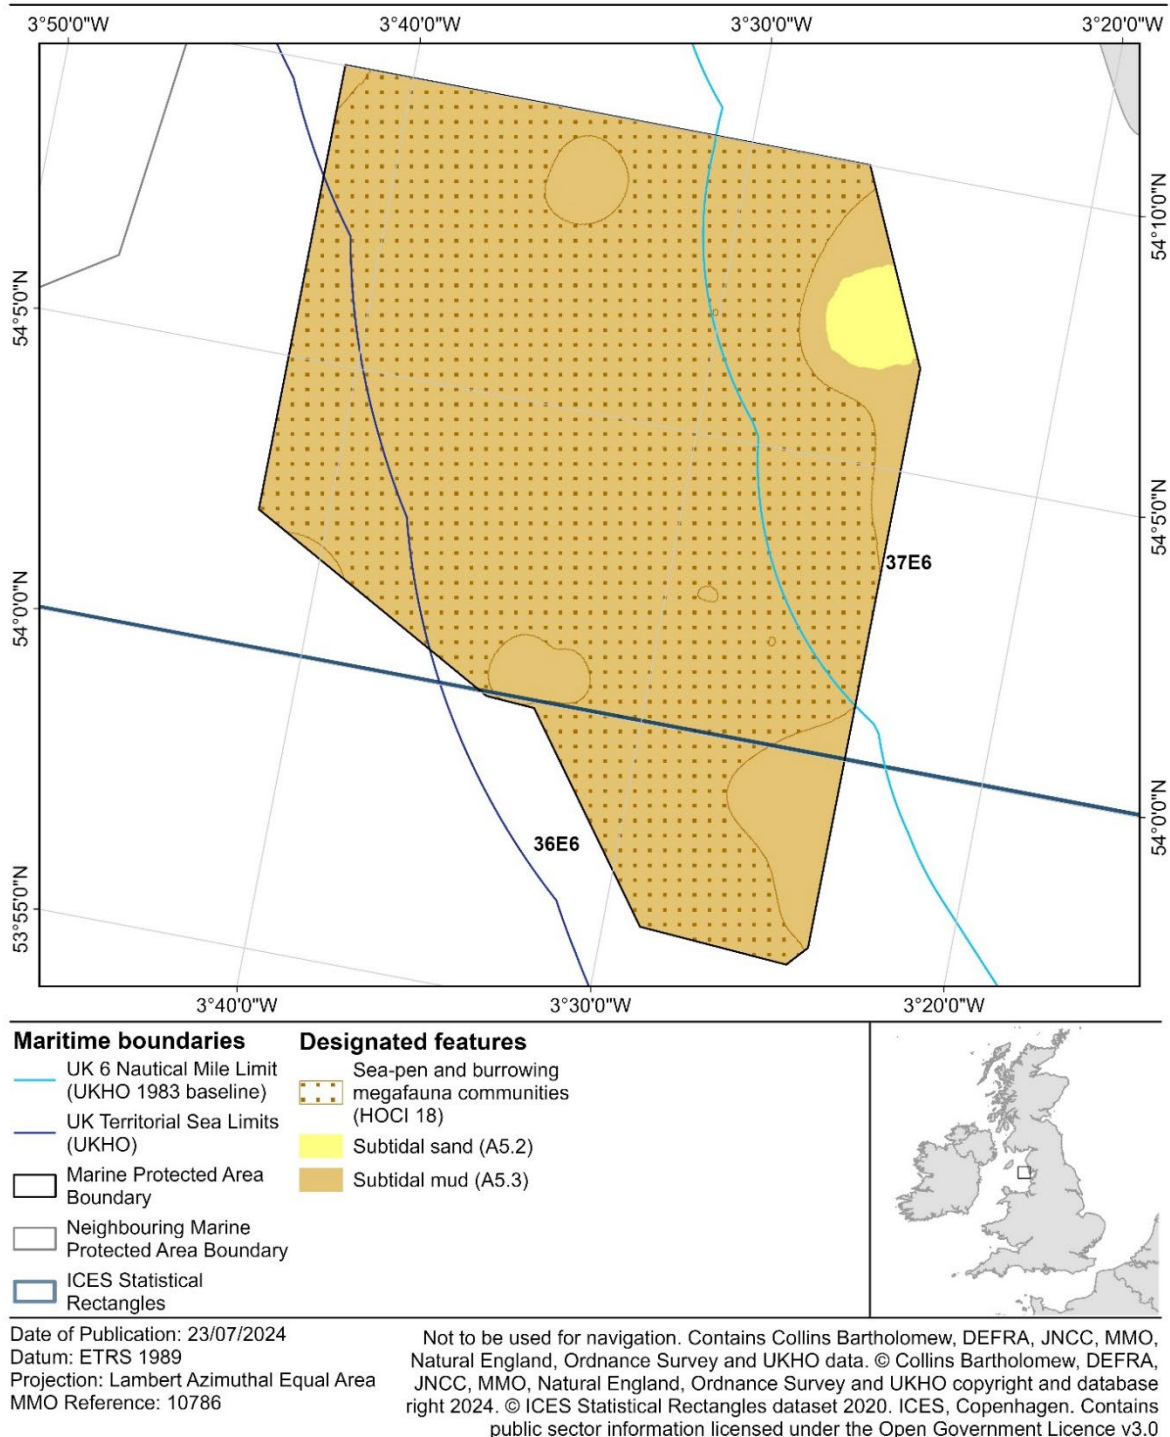 3°50'0"W
3°40'0"W
3°30'0"W
3°20'0"W
54°10'0"N
54°5'0"N
54°5'0"N
37E6
54°0'0"N
54°0'0"N
36E6
53°55'0"N
3°40'0"W
3°30'0"W
3°20'0"W
Maritime boundaries
UK 6 Nautical Mile Limit
(UKHO 1983 baseline)
UK Territorial Sea Limits
(UKHO)
Marine Protected Area
Boundary
Neighbouring Marine
Protected Area Boundary
ICES Statistical
Rectangles
Designated features
Sea-pen and burrowing
megafauna communities
(HOCI 18)
Subtidal sand (A5.2)
Subtidal mud (A5.3)
Date of Publication: 23/07/2024
Datum: ETRS 1989
Projection: Lambert Azimuthal Equal Area
MMO Reference: 10786
Not to be used for navigation. Contains Collins Bartholomew, DEFRA, JNCC, MMO,
Natural England, Ordnance Survey and UKHO data. © Collins Bartholomew, DEFRA,
JNCC, MMO, Natural England, Ordnance Survey and UKHO copyright and database
right 2024. © ICES Statistical Rectangles dataset 2020. ICES, Copenhagen. Contains
public sector information licensed under the Open Government Licence v3.0